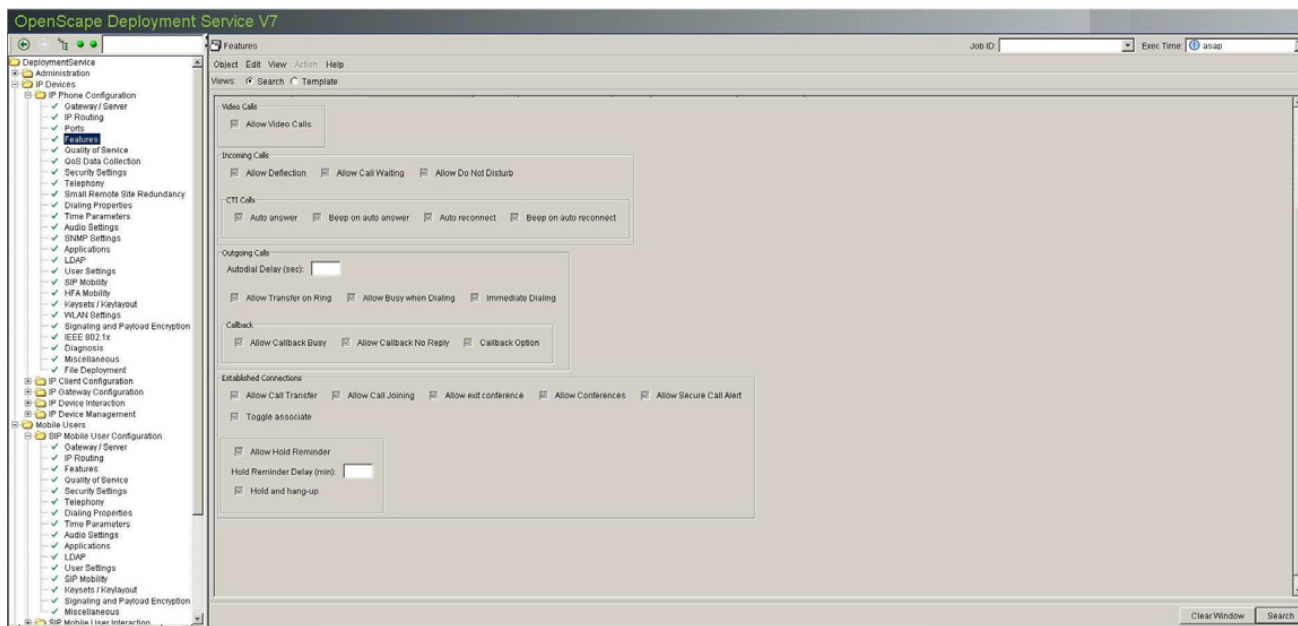 OpenScape Deployment Service V7
DeploymentService
Administration
IP Devices
IP Phone Configuration
Gateway / Server
IP Routing
Ports
Features
Quality of Service
QoS Data Collection
Security Settings
Telephony
Small Remote Site Redundancy
Dialing Properties
Time Parameters
Audio Settings
SNMP Settings
Applications
LDAP
User Settings
SIP Mobility
HFA Mobility
Keysets / Keylayout
WLAN Settings
Signaling and Payload Encryption
IEEE 802.1x
Diagnosis
Miscellaneous
File Deployment
IP Client Configuration
IP Gateway Configuration
IP Device Interaction
IP Device Management
Mobile Users
SIP Mobile User Configuration
Gateway / Server
IP Routing
Features
Quality of Service
Security Settings
Telephony
Dialing Properties
Time Parameters
Audio Settings
Applications
LDAP
User Settings
SIP Mobility
Keysets / Keylayout
Signaling and Payload Encryption
Miscellaneous
SIP Mobile User Interaction
Features Job ID: Exec Time: asap
Object Edit View Action Help
Views: Search Template
Video Calls
Allow Video Calls
Incoming Calls
Allow Deflection Allow Call Waiting Allow Do Not Disturb
CTI Calls
Auto answer Beep on auto answer Auto reconnect Beep on auto reconnect
Outgoing Calls
Autodial Delay (sec):
Allow Transfer on Ring Allow Busy when Dialing Immediate Dialing
Callback
Allow Callback Busy Allow Callback No Reply Callback Option
Established Connections
Allow Call Transfer Allow Call Joining Allow exit conference Allow Conferences Allow Secure Call Alert
Toggle associate
Allow Hold Reminder
Hold Reminder Delay (min):
Hold and hang-up
Clear Window Search